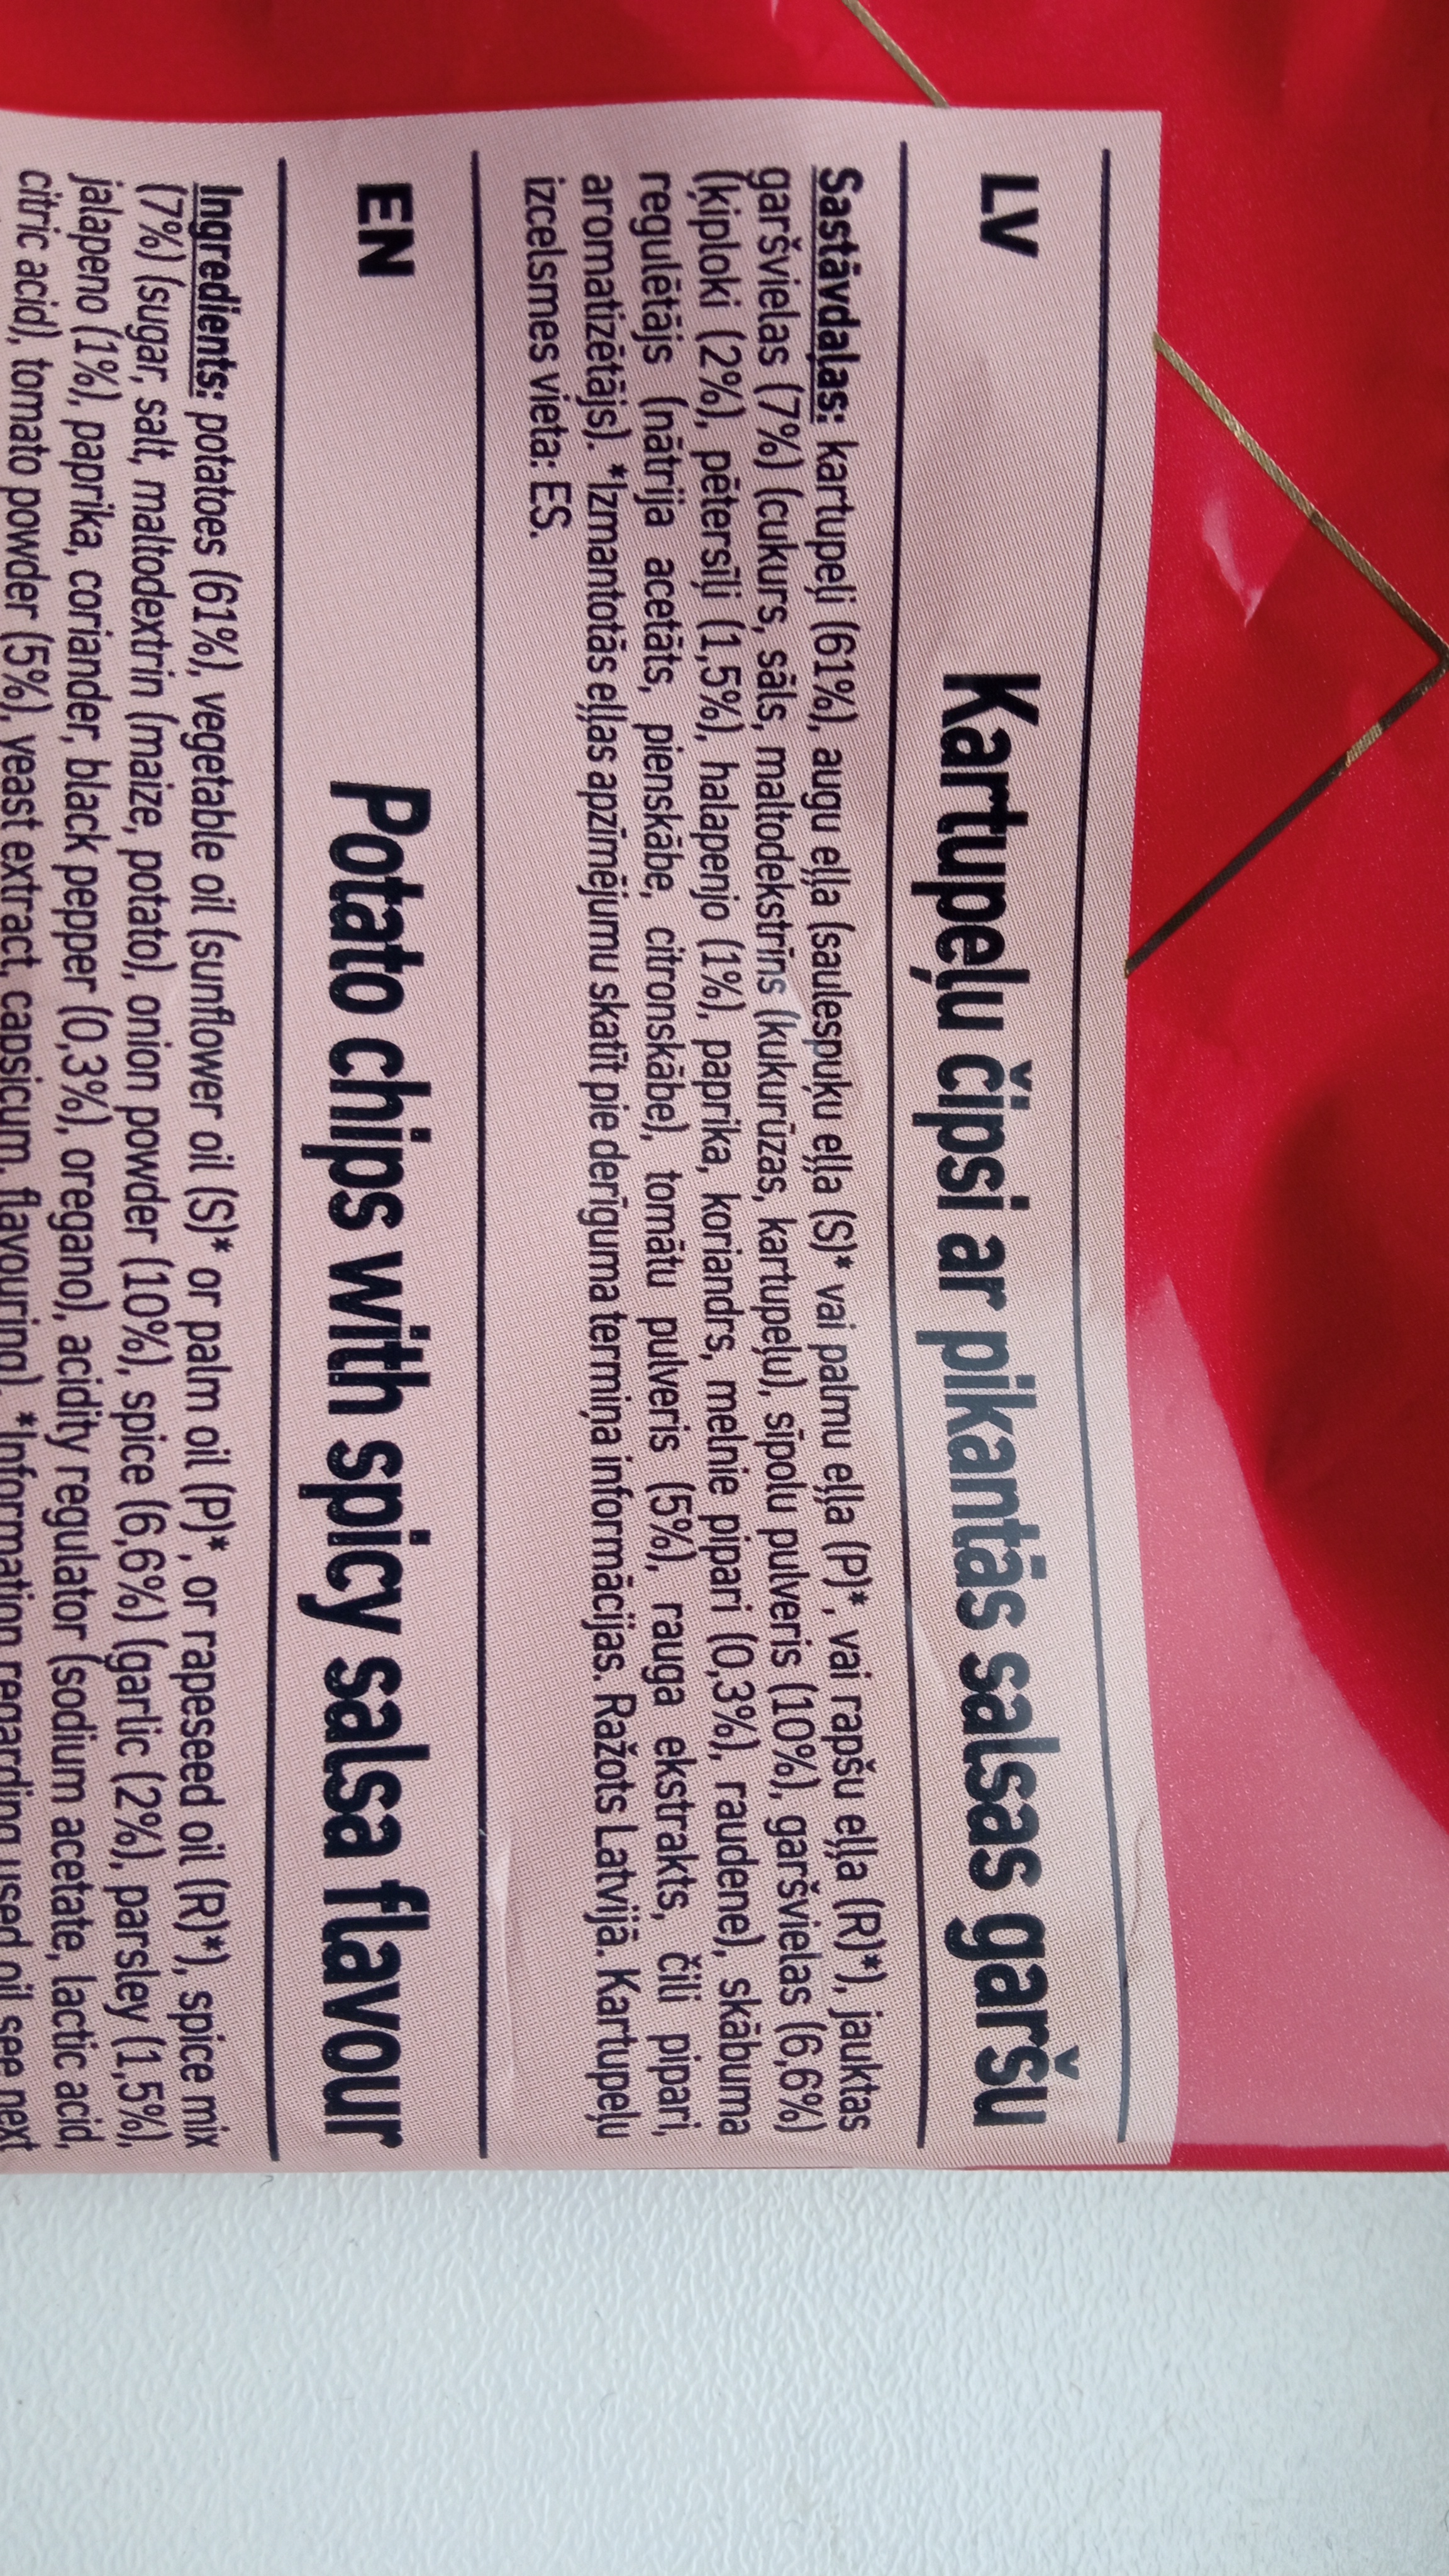 LV
Kartupeļu čipsi ar pikantās salsas garšu
Sastāvdaļas: kartupeļi (61%), augu eļļa (saulespuķu eļļa (S)* vai palmu eļļa (P)*, vai rapšu eļļa (R)*), jauktas
garšvielas (7%) (cukurs, sāls, maltodekstrīns (kukurūzas, kartupeļu), sīpolu pulveris (10%), garšvielas (6,6%)
(ķiploki (2%), pētersīļi (1,5%), halapenjo (1%), paprika, koriandrs, melnie pipari (0,3%), raudene), skābuma
regulētājs (nātrija acetāts, pienskābe, citronskābe), tomātu pulveris (5%), rauga ekstrakts, čili pipari,
aromatizētājs). *Izmantotās eļļas apzīmējumu skatīt pie derīguma termiņa informācijas. Ražots Latvijā. Kartupeļu
izcelsmes vieta: ES.
EN
Potato chips with spicy salsa flavour
Ingredients: potatoes (61%), vegetable oil (sunflower oil (S)* or palm oil (P)*, or rapeseed oil (R)*), spice mix
(7%) (sugar, salt, maltodextrin (maize, potato), onion powder (10%), spice (6,6%) (garlic (2%), parsley (1,5%),
jalapeno (1%), paprika, coriander, black pepper (0,3%), oregano), acidity regulator (sodium acetate, lactic acid,
citric acid), tomato powder (5%), yeast extract, capsicum, flavouring). *Information regarding used oil see next